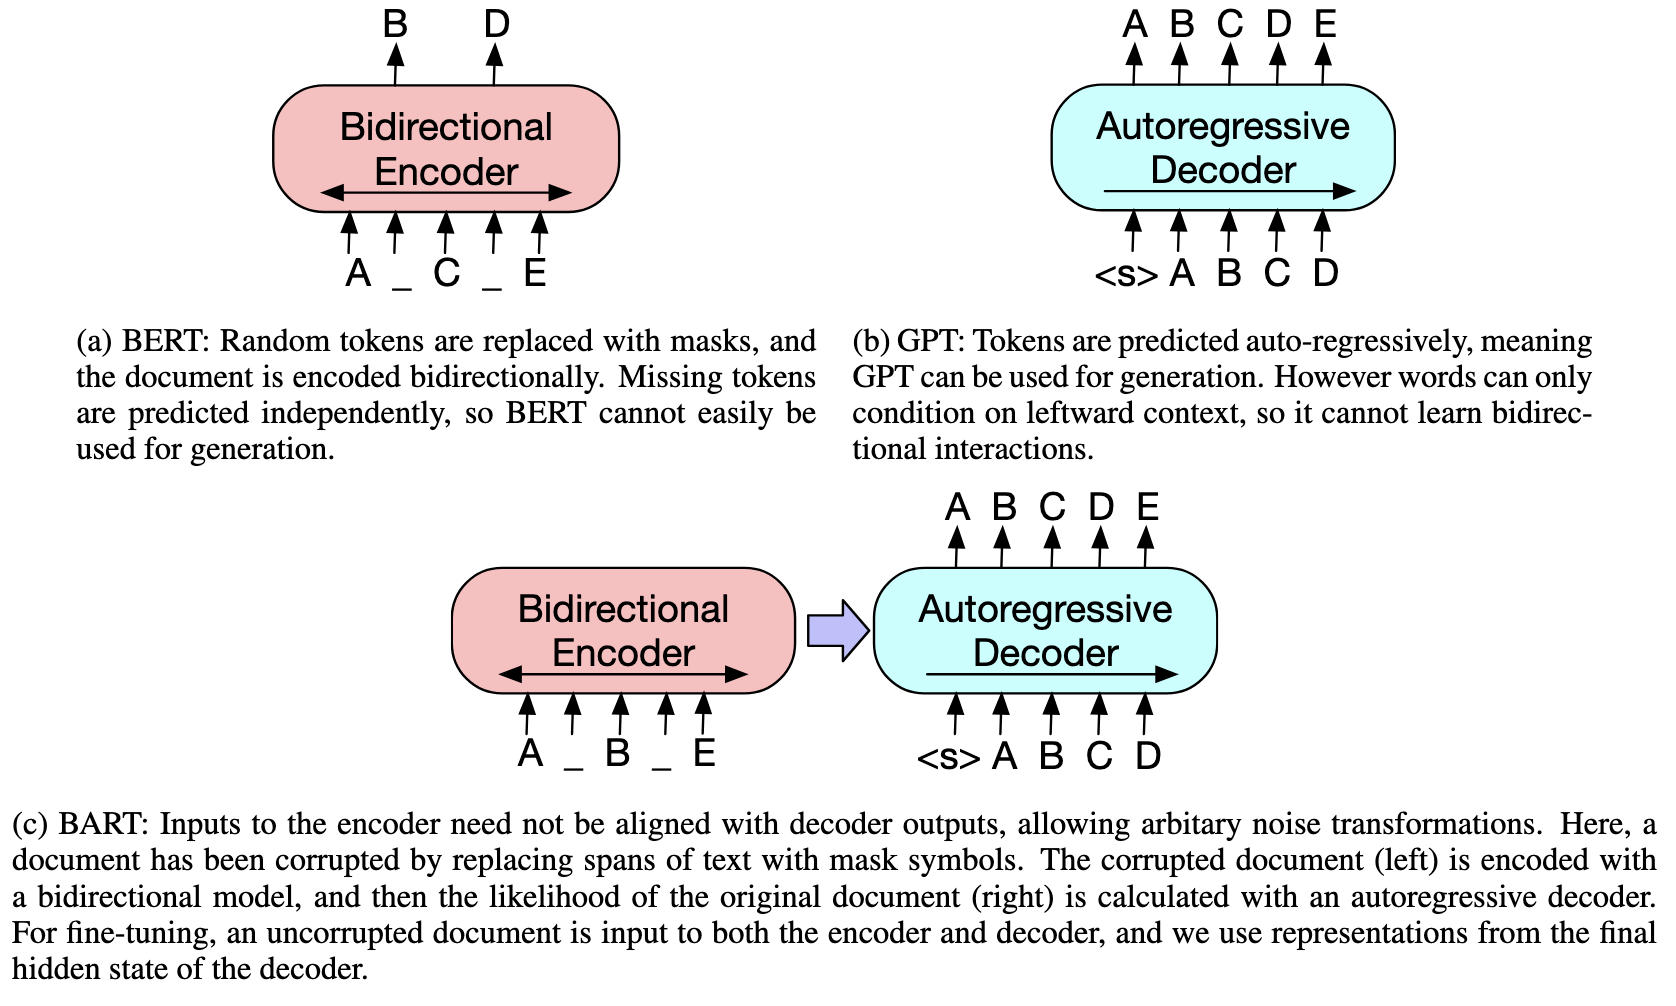 B D
Bidirectional
Encoder
A _ C _ E
(a) BERT: Random tokens are replaced with masks, and
the document is encoded bidirectionally. Missing tokens
are predicted independently, so BERT cannot easily be
used for generation.
A B C D E
Autoregressive
Decoder
<s> A B C D
(b) GPT: Tokens are predicted auto-regressively, meaning
GPT can be used for generation. However words can only
condition on leftward context, so it cannot learn bidirec-
tional interactions.
Bidirectional
Encoder
A _ B _ E
A B C D E
Autoregressive
Decoder
<s> A B C D
(c) BART: Inputs to the encoder need not be aligned with decoder outputs, allowing arbitary noise transformations. Here, a
document has been corrupted by replacing spans of text with mask symbols. The corrupted document (left) is encoded with
a bidirectional model, and then the likelihood of the original document (right) is calculated with an autoregressive decoder.
For fine-tuning, an uncorrupted document is input to both the encoder and decoder, and we use representations from the final
hidden state of the decoder.